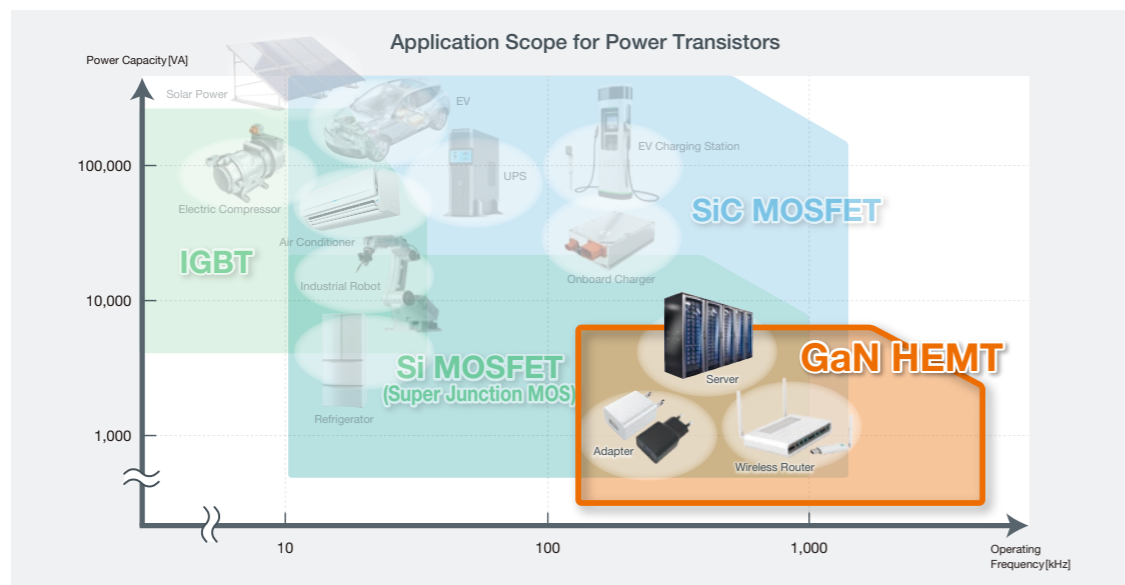 Application Scope for Power Transistors
Power Capacity[VA]
Solar Power
EV
EV Charging Station
100,000
UPS
Electric Compressor
SiC MOSFET
Air Conditioner
IGBT
Onboard Charger
Industrial Robot
10,000
GaN HEMT
Si MOSFET
(Super Junction MOS)
Server
Refrigerator
1,000
Adapter
Wireless Router
10
100
1,000
Operating
Frequency[kHz]